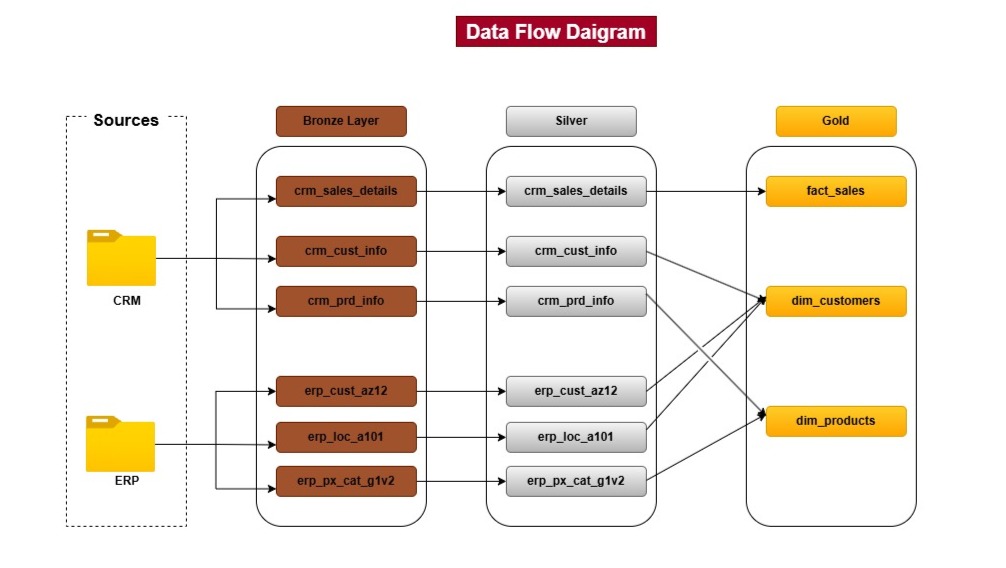 Data Flow Daigram
Sources
Bronze Layer
Silver
Gold
crm_sales_details
crm_sales_details
fact_sales
crm_cust_info
crm_cust_info
CRM
crm_prd_info
crm_prd_info
dim_customers
erp_cust_az12
erp_cust_az12
dim_products
erp_loc_a101
erp_loc_a101
ERP
erp_px_cat_g1v2
erp_px_cat_g1v2